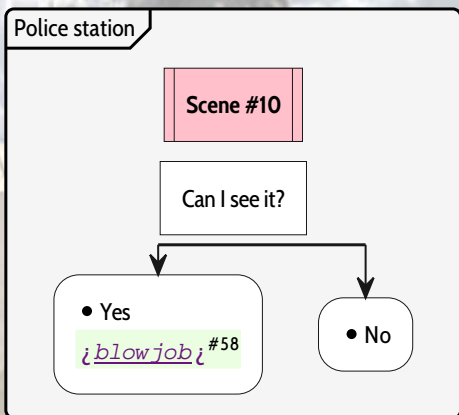 Police station
Scene #10
Can I see it?
• Yes
¿blowjob¿#58
• No